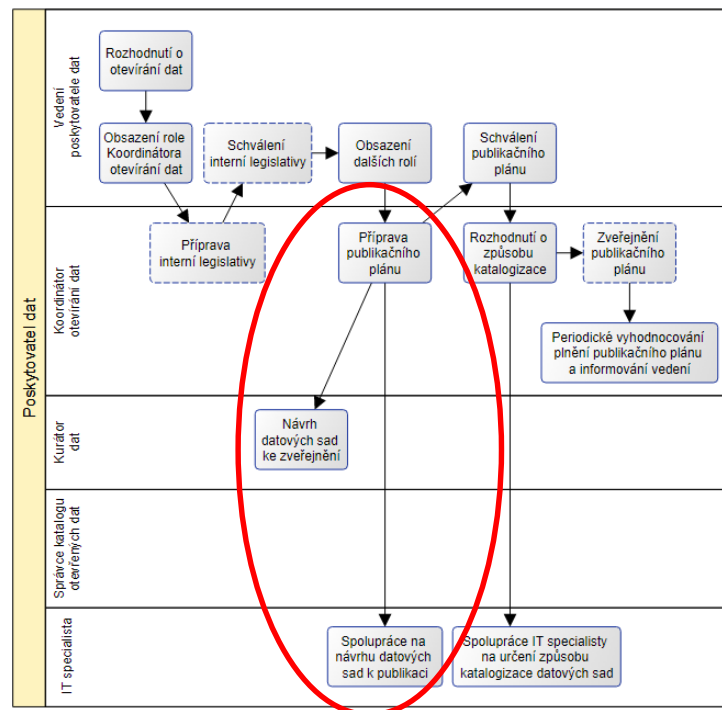 Poskytovatel dat
Vedení
poskytovatele dat
Rozhodnutí o
otevírání dat
Obsazení role
Koordinátora
otevírání dat
Schválení
interní legislativy
Obsazení
dalších rolí
Schválení
publikačního
plánu
Koordinátor
otevírání dat
Příprava
interní legislativy
Příprava
publikačního
plánu
Rozhodnutí o
způsobu
katalogizace
Zveřejnění
publikačního
plánu
Periodické vyhodnocování
plnění publikačního plánu
a informování vedení
Kurátor
dat
Návrh
datových sad
ke zveřejnění
Správce katalogu
otevřených dat
IT specialista
Spolupráce na
návrhu datových
sad k publikaci
Spolupráce IT specialisty
na určení způsobu
katalogizace datových sad